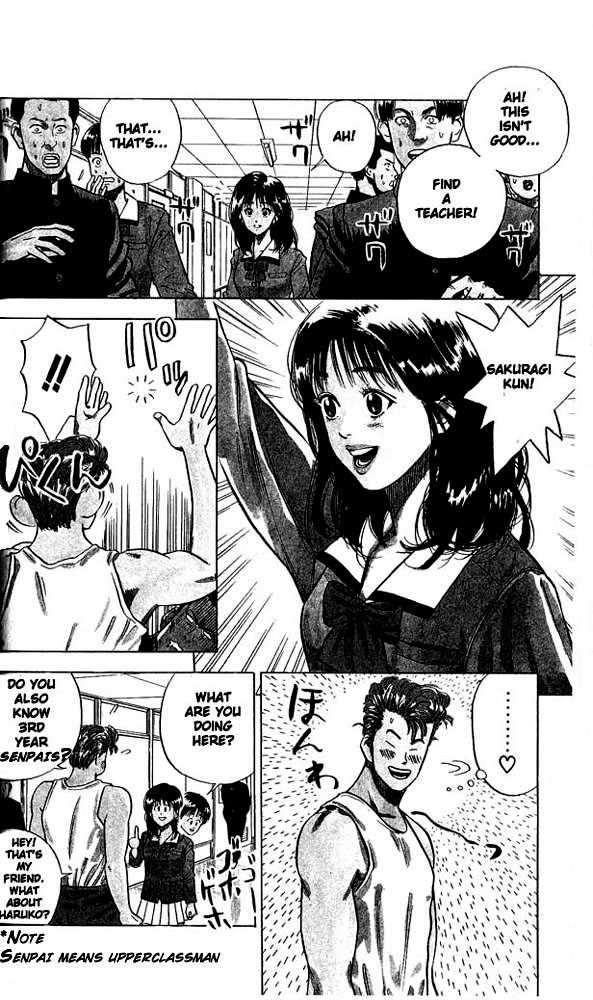 AH!
THIS
ISN'T
GOOD...
FIND
A
TEACHER!
ザワ
AH!
ザワ
THAT...
THAT'S...
ザワ
ザワ
SAKURAGI
KUN!
パ°
!!
ぴくん
........♡
ほんわ
WHAT
ARE YOU
DOING
HERE?
DO YOU
ALSO
KNOW
3RD
YEAR
SENPAIS?
HEY!
THAT'S
MY
FRIEND.
WHAT
ABOUT
HARUKO?
*NOTE
SENPAI MEANS UPPERCLASSMAN